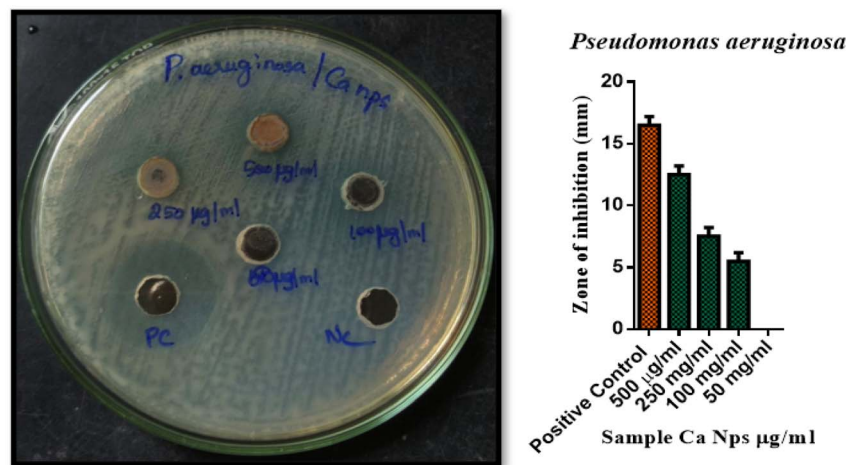 P. aeruginosa / Ca nps
500 µg/ml
250 µg/ml
100 µg/ml
µg/ml
PC
NC
Pseudomonas aeruginosa
Zone of inhibition (mm)
20
15
10
5
0
Positive Control
500 µg/ml
250 mg/ml
100 mg/ml
50 mg/ml
Sample Ca Nps µg/ml